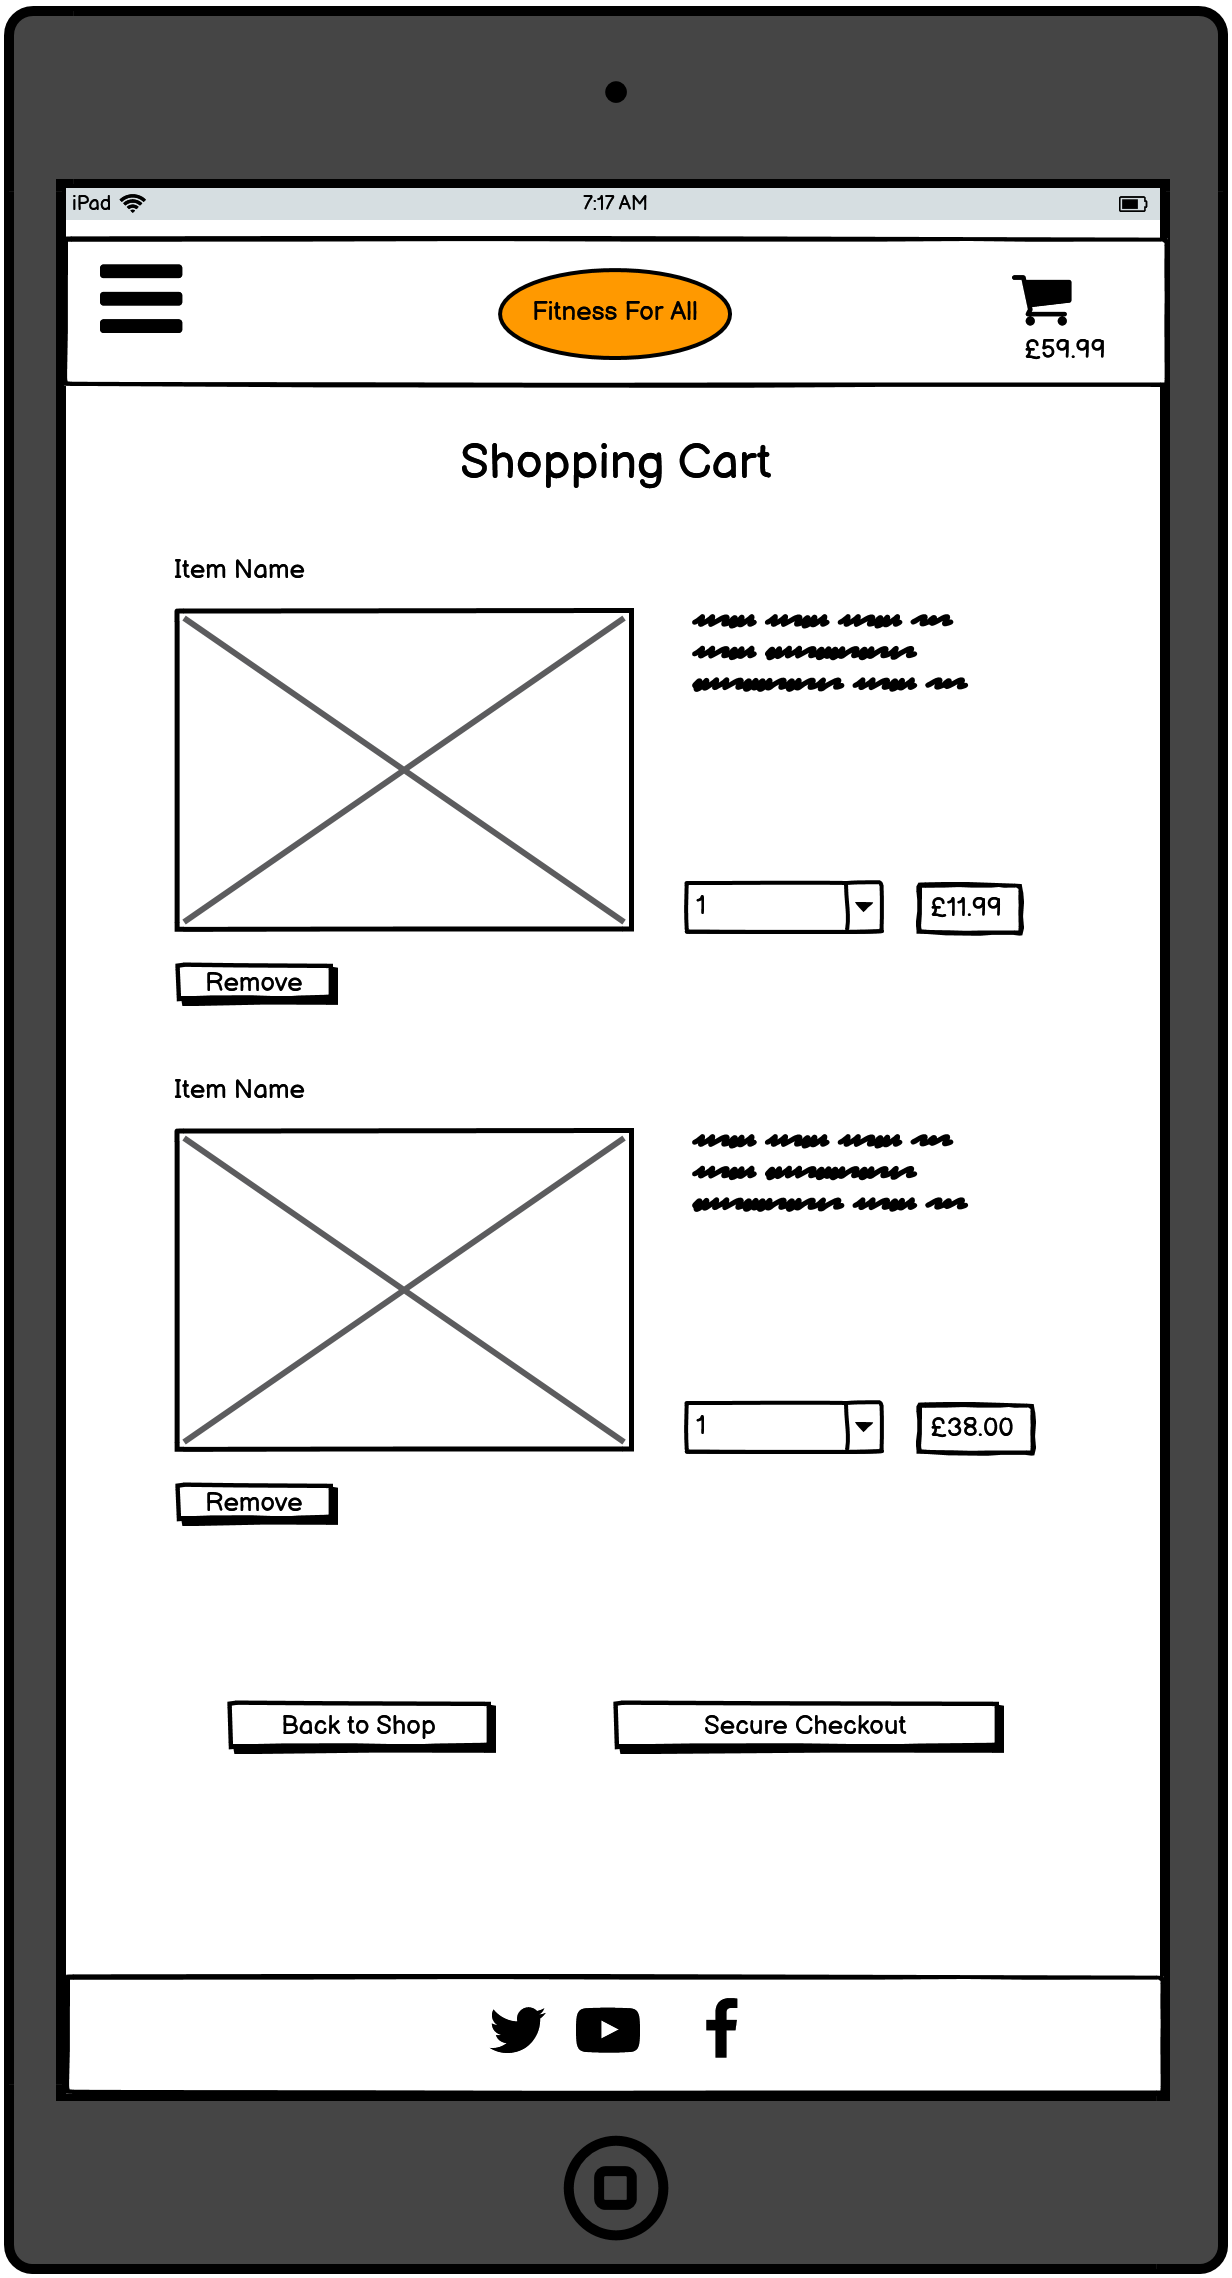 iPad
7:17 AM
Fitness For All
£59.99
Shopping Cart
Item Name
1
£11.99
Remove
Item Name
1
£38.00
Remove
Back to Shop
Secure Checkout